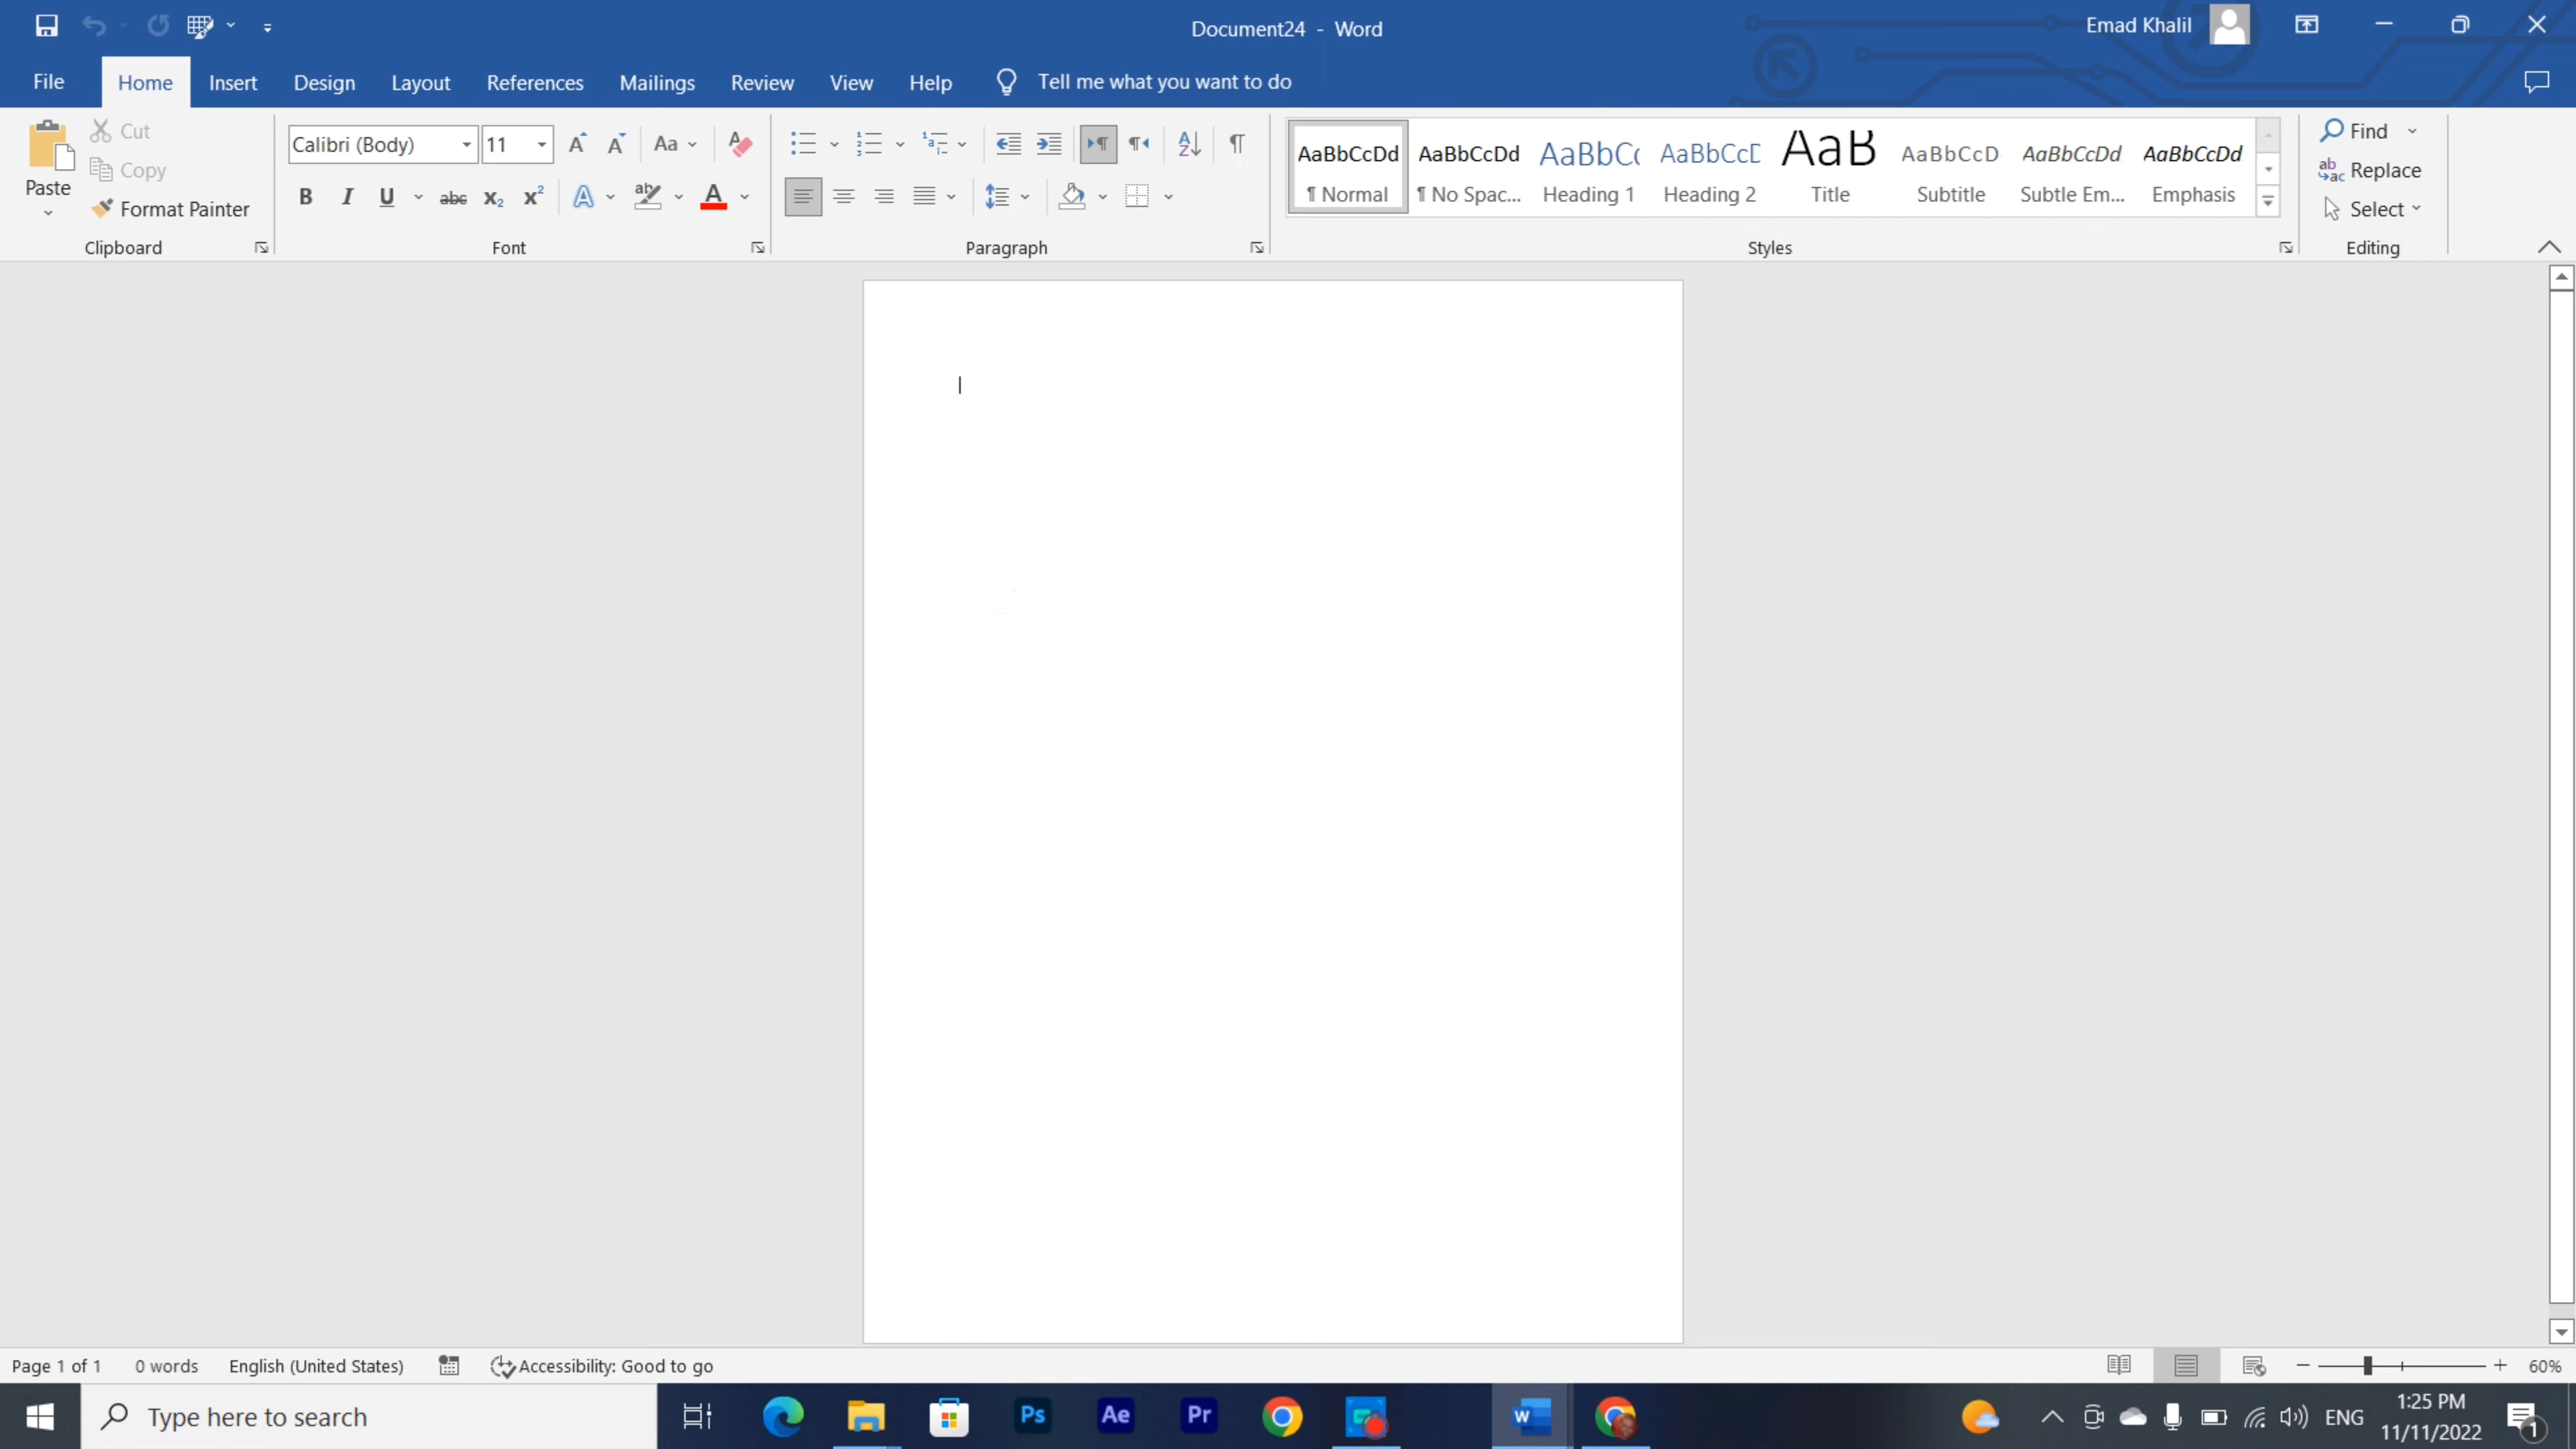 Document24 - Word
Emad Khalil
File Home Insert Design Layout References Mailings Review View Help Tell me what you want to do
Paste
Cut
Copy
Format Painter
Clipboard
Calibri (Body) 11
Font
Paragraph
AaBbCcDd AaBbCcDd AaBbCc AaBbCcD AaB AaBbCcD AaBbCcDd AaBbCcDd
¶ Normal ¶ No Spac... Heading 1 Heading 2 Title Subtitle Subtle Em... Emphasis
Styles
Find
Replace
Select
Editing
Page 1 of 1 0 words English (United States) Accessibility: Good to go 60%
Type here to search
Ps Ae Pr
ENG
1:25 PM
11/11/2022
1